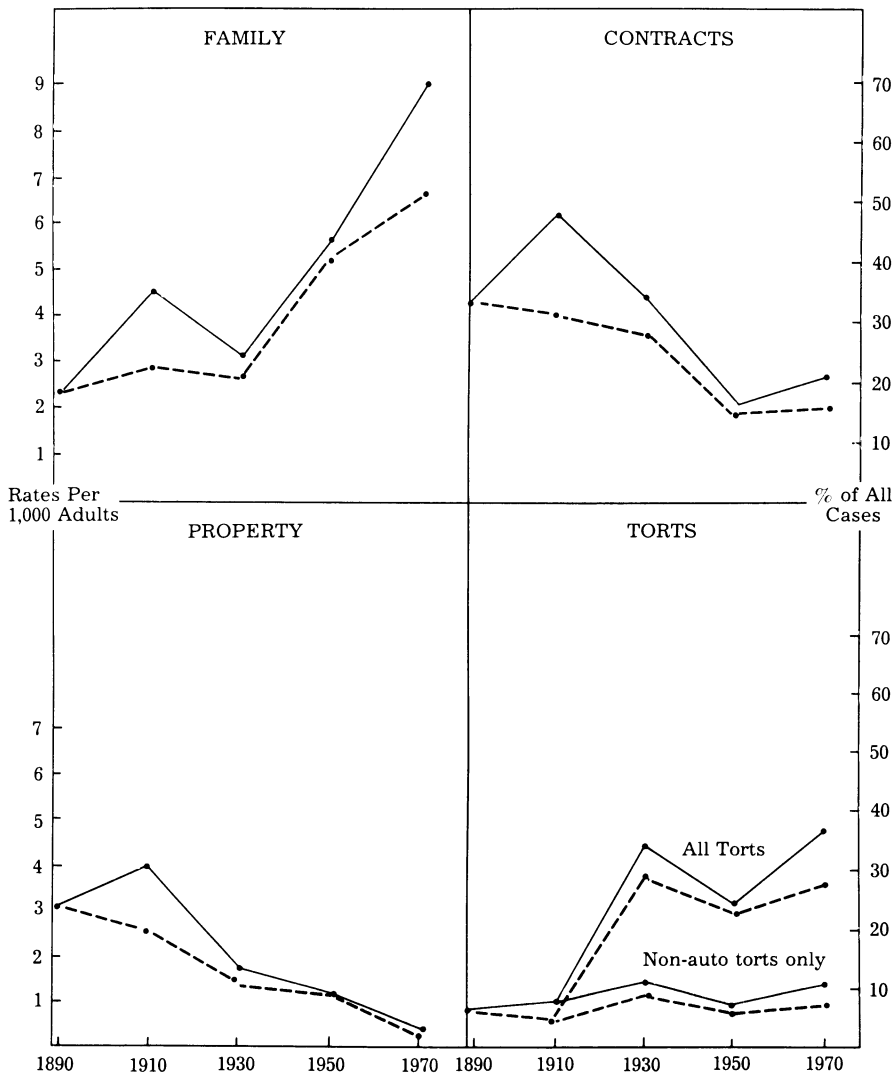 FAMILY
CONTRACTS
9
8
7
6
5
4
3
2
1
70
60
50
40
30
20
10
Rates Per
1,000 Adults
% of All
Cases
PROPERTY
TORTS
7
6
5
4
3
2
1
70
60
50
40
30
20
10
All Torts
Non-auto torts only
1890 1910 1930 1950 1970
1890 1910 1930 1950 1970